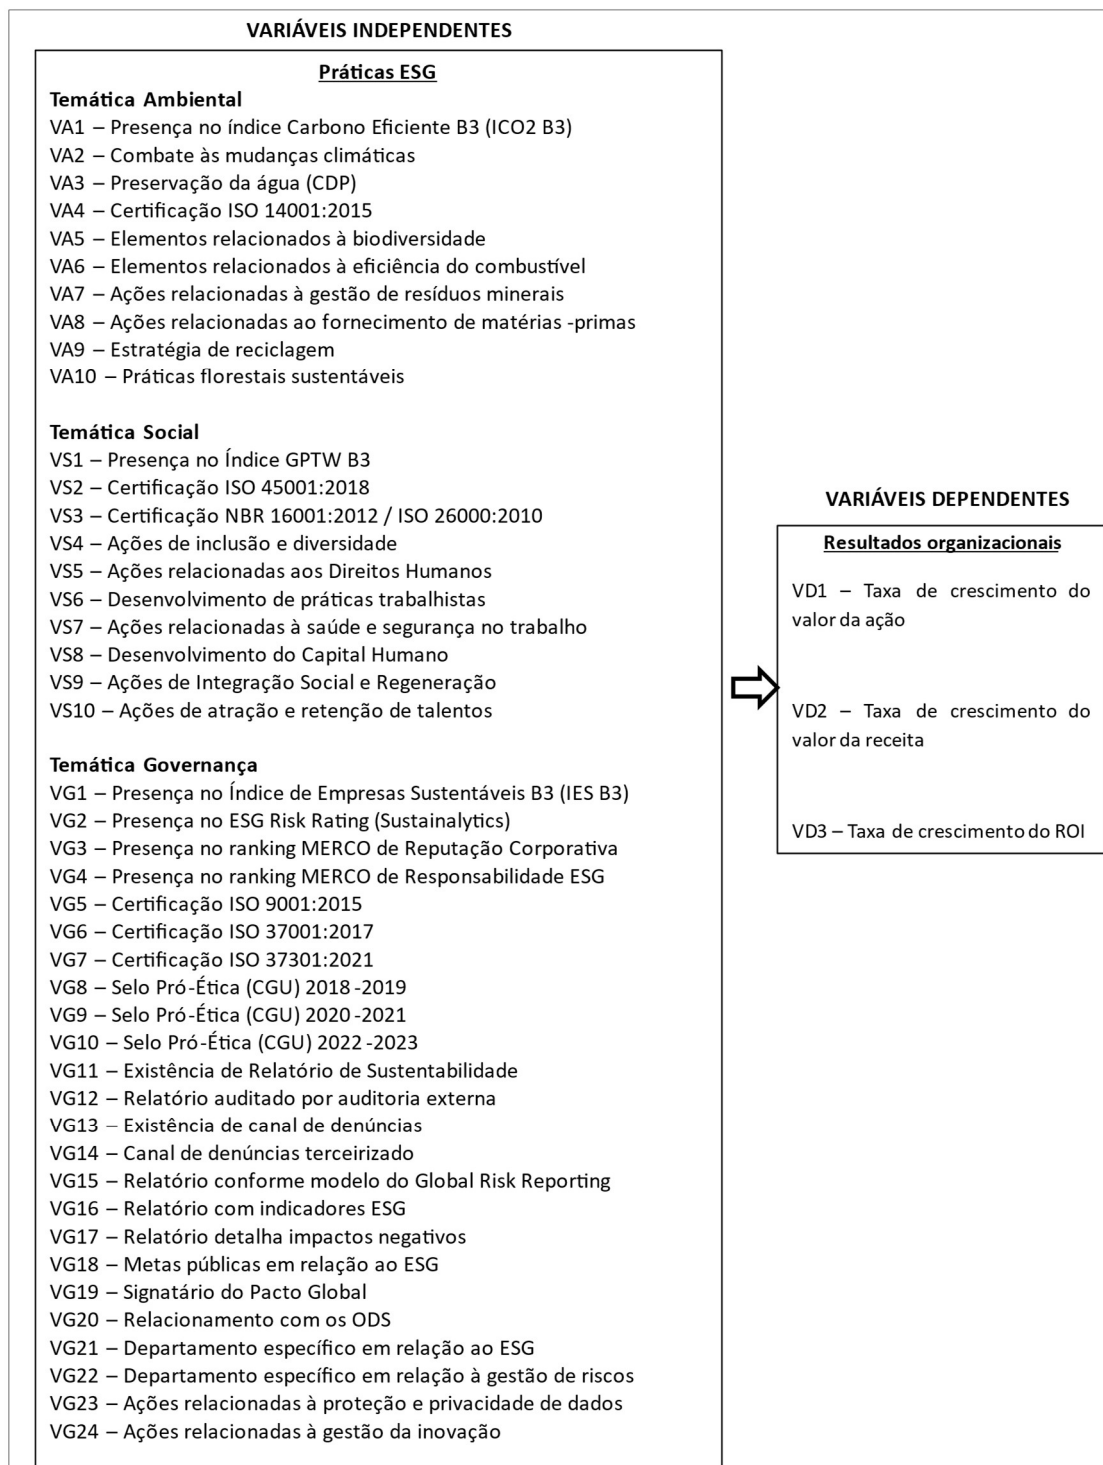 VARIÁVEIS INDEPENDENTES
Práticas ESG
Temática Ambiental
VA1 – Presença no índice Carbono Eficiente B3 (ICO2 B3)
VA2 – Combate às mudanças climáticas
VA3 – Preservação da água (CDP)
VA4 – Certificação ISO 14001:2015
VA5 – Elementos relacionados à biodiversidade
VA6 – Elementos relacionados à eficiência do combustível
VA7 – Ações relacionadas à gestão de resíduos minerais
VA8 – Ações relacionadas ao fornecimento de matérias -primas
VA9 – Estratégia de reciclagem
VA10 – Práticas florestais sustentáveis
Temática Social
VS1 – Presença no Índice GPTW B3
VS2 – Certificação ISO 45001:2018
VS3 – Certificação NBR 16001:2012 / ISO 26000:2010
VS4 – Ações de inclusão e diversidade
VS5 – Ações relacionadas aos Direitos Humanos
VS6 – Desenvolvimento de práticas trabalhistas
VS7 – Ações relacionadas à saúde e segurança no trabalho
VS8 – Desenvolvimento do Capital Humano
VS9 – Ações de Integração Social e Regeneração
VS10 – Ações de atração e retenção de talentos
Temática Governança
VG1 – Presença no Índice de Empresas Sustentáveis B3 (IES B3)
VG2 – Presença no ESG Risk Rating (Sustainalytics)
VG3 – Presença no ranking MERCO de Reputação Corporativa
VG4 – Presença no ranking MERCO de Responsabilidade ESG
VG5 – Certificação ISO 9001:2015
VG6 – Certificação ISO 37001:2017
VG7 – Certificação ISO 37301:2021
VG8 – Selo Pró-Ética (CGU) 2018 -2019
VG9 – Selo Pró-Ética (CGU) 2020 -2021
VG10 – Selo Pró-Ética (CGU) 2022 -2023
VG11 – Existência de Relatório de Sustentabilidade
VG12 – Relatório auditado por auditoria externa
VG13 – Existência de canal de denúncias
VG14 – Canal de denúncias terceirizado
VG15 – Relatório conforme modelo do Global Risk Reporting
VG16 – Relatório com indicadores ESG
VG17 – Relatório detalha impactos negativos
VG18 – Metas públicas em relação ao ESG
VG19 – Signatário do Pacto Global
VG20 – Relacionamento com os ODS
VG21 – Departamento específico em relação ao ESG
VG22 – Departamento específico em relação à gestão de riscos
VG23 – Ações relacionadas à proteção e privacidade de dados
VG24 – Ações relacionadas à gestão da inovação
VARIÁVEIS DEPENDENTES
Resultados organizacionais
VD1 – Taxa de crescimento do
valor da ação
VD2 – Taxa de crescimento do
valor da receita
VD3 – Taxa de crescimento do ROI